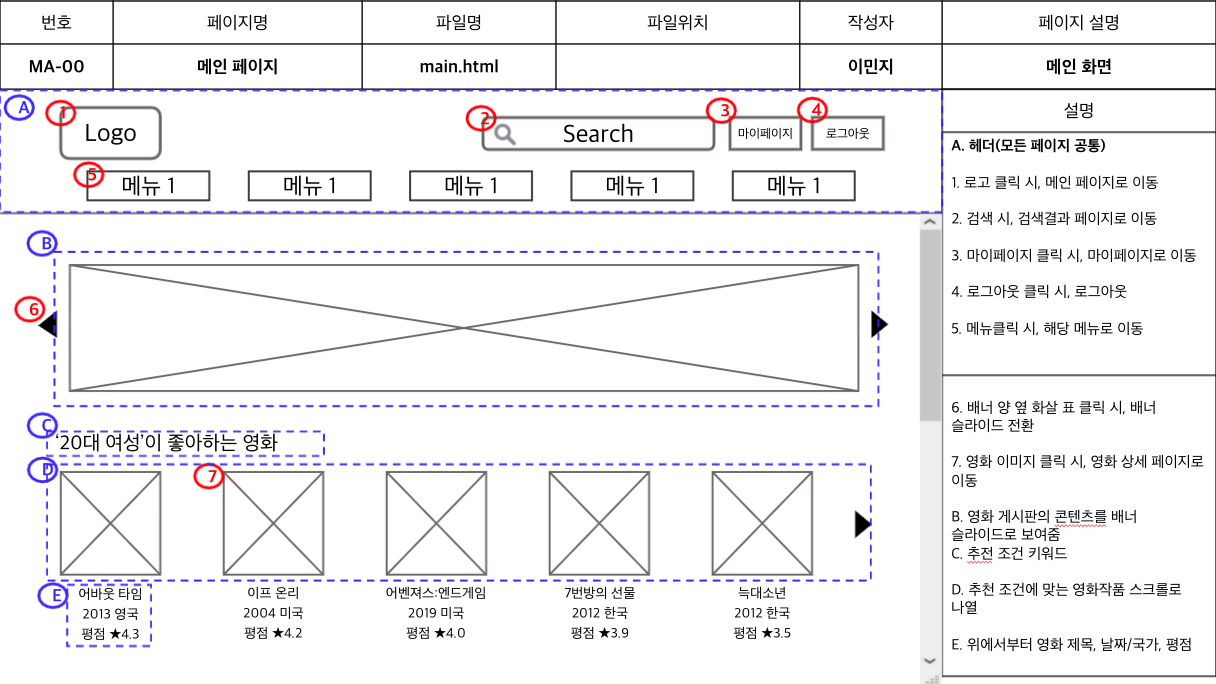 번호 페이지명 파일명 파일위치 작성자 페이지 설명
MA-00 메인 페이지 main.html 이민지 메인 화면
A
1 Logo
2 Search
3 마이페이지
4 로그아웃
5 메뉴 1 메뉴 1 메뉴 1 메뉴 1 메뉴 1
B
6
C
'20대 여성'이 좋아하는 영화
D
7
E
어바웃 타임 이프 온리 어벤져스:엔드게임 7번방의 선물 늑대소년
2013 영국 2004 미국 2019 미국 2012 한국 2012 한국
평점 ★4.3 평점 ★4.2 평점 ★4.0 평점 ★3.9 평점 ★3.5
설명
A. 헤더(모든 페이지 공통)
1. 로고 클릭 시, 메인 페이지로 이동
2. 검색 시, 검색결과 페이지로 이동
3. 마이페이지 클릭 시, 마이페이지로 이동
4. 로그아웃 클릭 시, 로그아웃
5. 메뉴클릭 시, 해당 메뉴로 이동
6. 배너 양 옆 화살 표 클릭 시, 배너
슬라이드 전환
7. 영화 이미지 클릭 시, 영화 상세 페이지로
이동
B. 영화 게시판의 콘텐츠를 배너
슬라이드로 보여줌
C. 추전 조건 키워드
D. 추천 조건에 맞는 영화작품 스크롤로
나열
E. 위에서부터 영화 제목, 날짜/국가, 평점